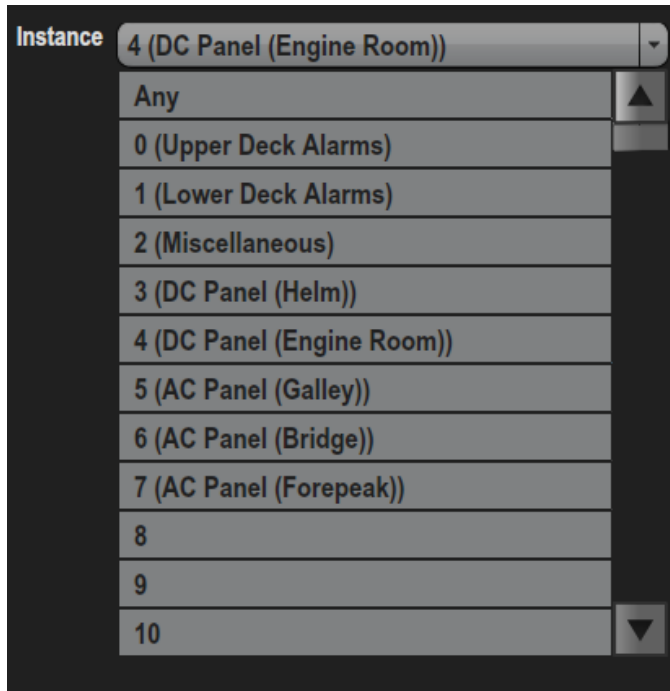 Instance 4 (DC Panel (Engine Room))
Any
0 (Upper Deck Alarms)
1 (Lower Deck Alarms)
2 (Miscellaneous)
3 (DC Panel (Helm))
4 (DC Panel (Engine Room))
5 (AC Panel (Galley))
6 (AC Panel (Bridge))
7 (AC Panel (Forepeak))
8
9
10